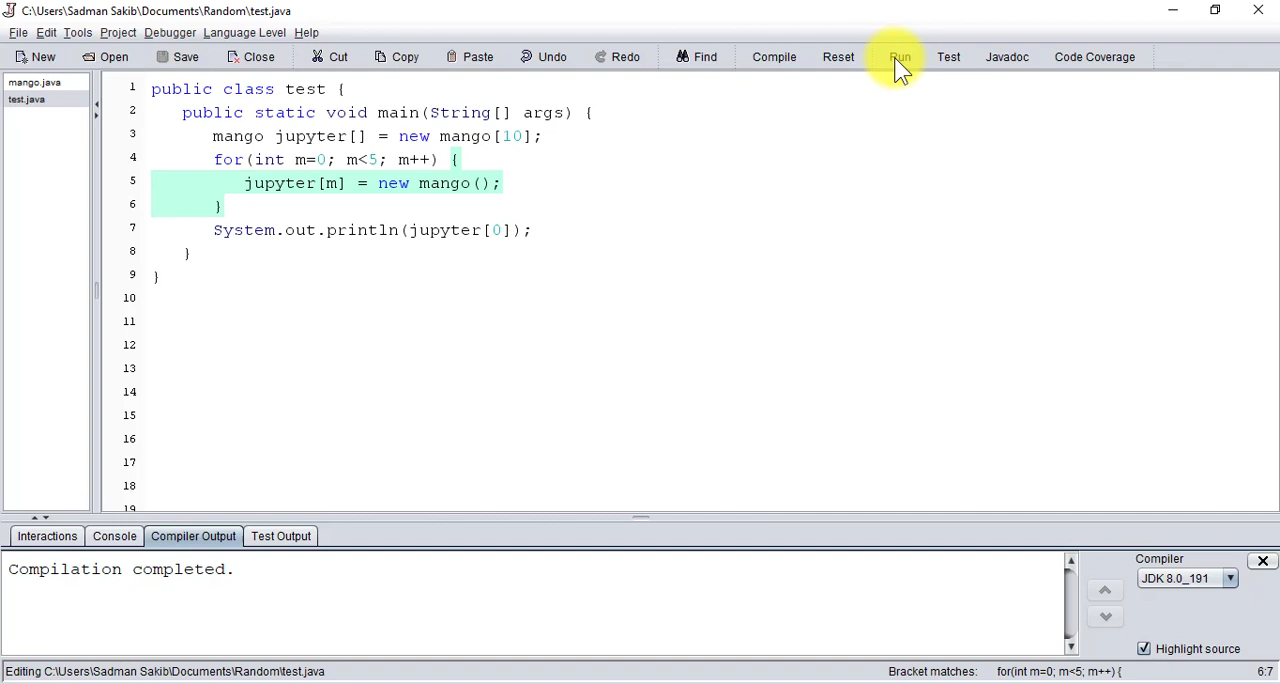 C:\Users\Sadman Sakib\Documents\Random\test.java
File Edit Tools Project Debugger Language Level Help
New Open Save Close Cut Copy Paste Undo Redo Find Compile Reset Run Test Javadoc Code Coverage
mango.java
test.java
1 public class test {
2 public static void main(String[] args) {
3 mango jupyter[] = new mango[10];
4 for(int m=0; m<5; m++) {
5 jupyter[m] = new mango();
6 }
7 System.out.println(jupyter[0]);
8 }
9 }
10
11
12
13
14
15
16
17
18
19
Interactions Console Compiler Output Test Output
Compilation completed.
Compiler
JDK 8.0_191
Highlight source
Editing C:\Users\Sadman Sakib\Documents\Random\test.java Bracket matches: for(int m=0; m<5; m++) { 6:7